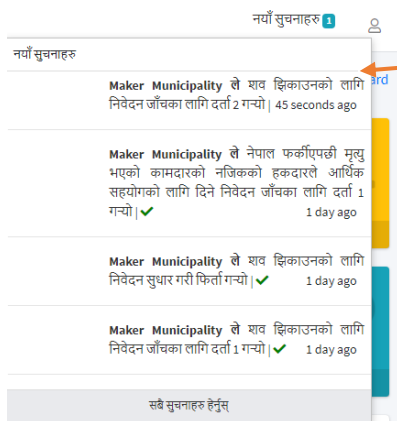 नयाँ सुचनाहरु 1
नयाँ सुचनाहरु
ard
Maker Municipality ले शव झिकाउनको लागि
निवेदन जाँचका लागि दर्ता 2 गर्‍यो | 45 seconds ago
Maker Municipality ले नेपाल फर्कीएपछी मृत्यु
भएको कामदारको नजिकको हकदारले आर्थिक
सहयोगको लागि दिने निवेदन जाँचका लागि दर्ता 1
गर्‍यो | ✔ 1 day ago
Maker Municipality ले शव झिकाउनको लागि
निवेदन सुधार गरी फिर्ता गर्‍यो | ✔ 1 day ago
Maker Municipality ले शव झिकाउनको लागि
निवेदन जाँचका लागि दर्ता 1 गर्‍यो | ✔ 1 day ago
सबै सुचनाहरु हेर्नुस्